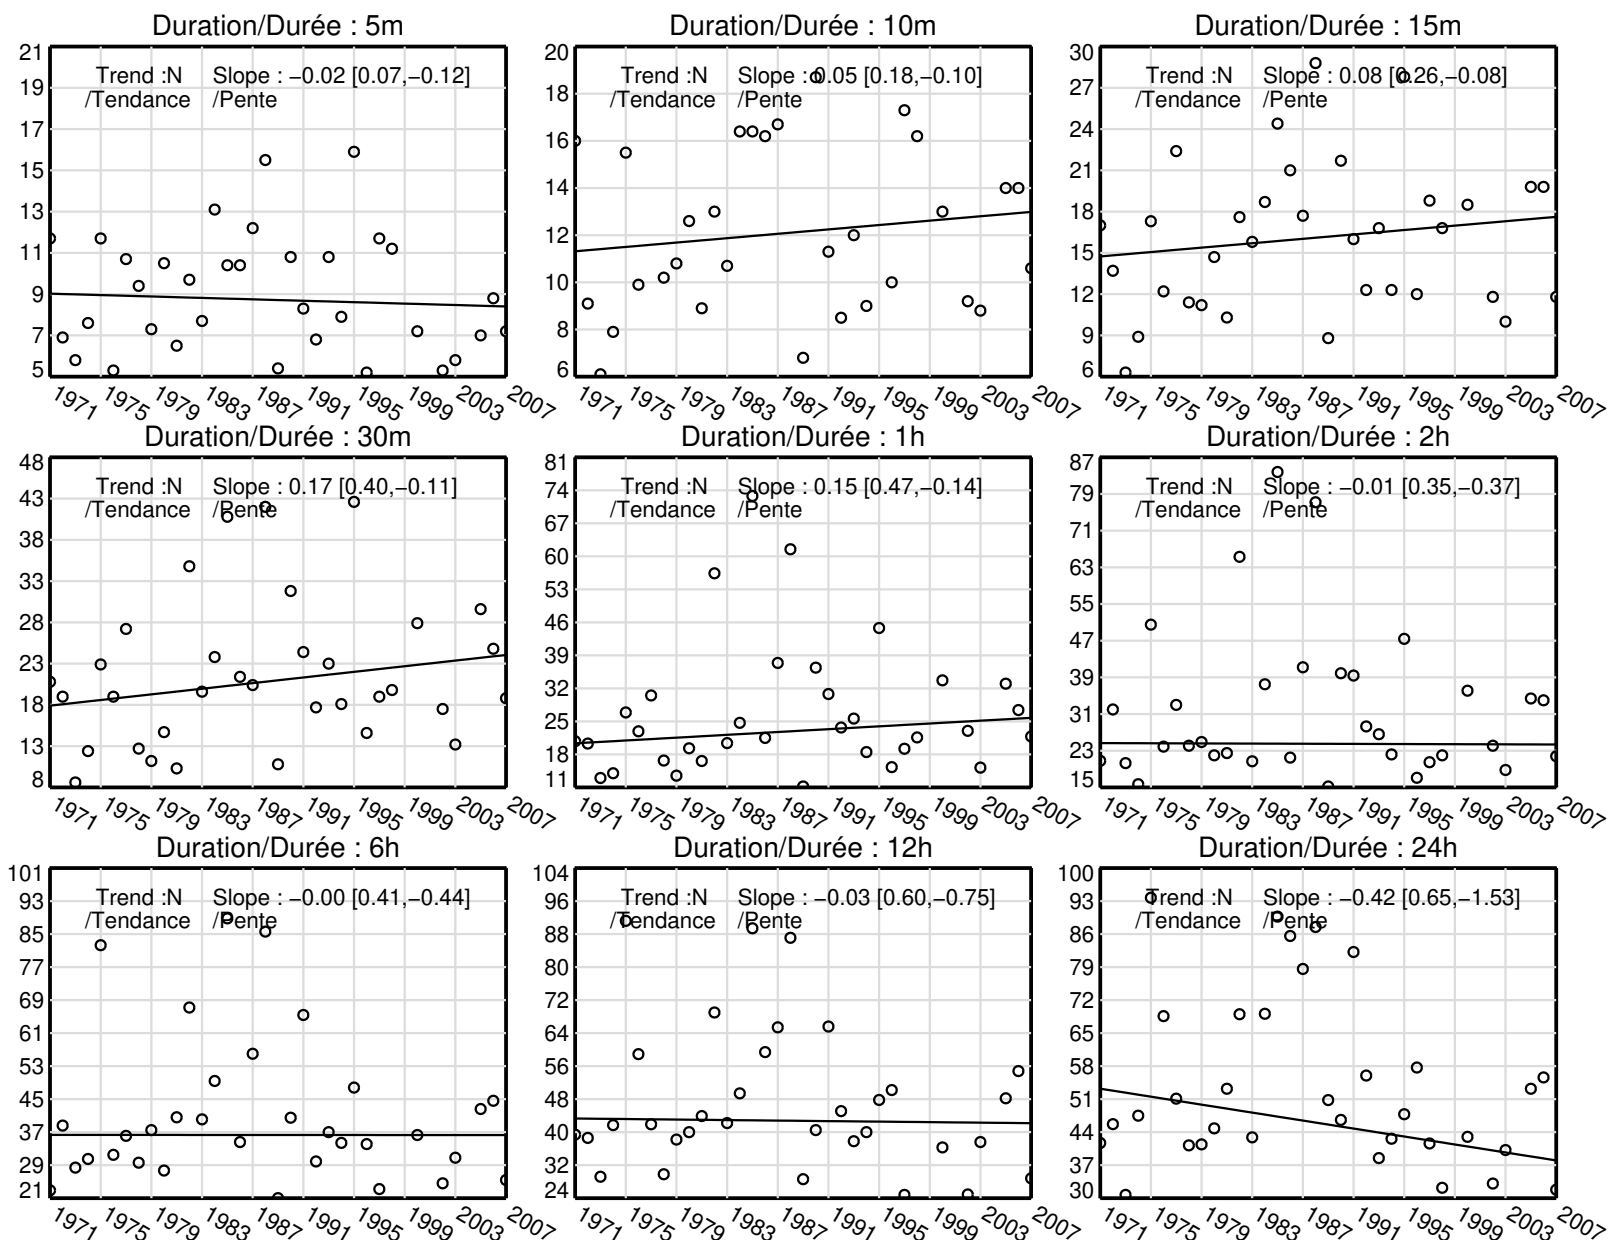 Duration/Durée : 5m
Trend :N Slope : −0.02 [0.07,−0.12]
/Tendance /Pente
21
19
17
15
13
11
9
7
5
1971 1975 1979 1983 1987 1991 1995 1999 2003 2007
Duration/Durée : 10m
Trend :N Slope : 0.05 [0.18,−0.10]
/Tendance /Pente
20
18
16
14
12
10
8
6
1971 1975 1979 1983 1987 1991 1995 1999 2003 2007
Duration/Durée : 15m
Trend :N Slope : 0.08 [0.26,−0.08]
/Tendance /Pente
30
27
24
21
18
15
12
9
6
1971 1975 1979 1983 1987 1991 1995 1999 2003 2007
Duration/Durée : 30m
Trend :N Slope : 0.17 [0.40,−0.11]
/Tendance /Pente
48
43
38
33
28
23
18
13
8
1971 1975 1979 1983 1987 1991 1995 1999 2003 2007
Duration/Durée : 1h
Trend :N Slope : 0.15 [0.47,−0.14]
/Tendance /Pente
81
74
67
60
53
46
39
32
25
18
11
1971 1975 1979 1983 1987 1991 1995 1999 2003 2007
Duration/Durée : 2h
Trend :N Slope : −0.01 [0.35,−0.37]
/Tendance /Pente
87
79
71
63
55
47
39
31
23
15
1971 1975 1979 1983 1987 1991 1995 1999 2003 2007
Duration/Durée : 6h
Trend :N Slope : −0.00 [0.41,−0.44]
/Tendance /Pente
101
93
85
77
69
61
53
45
37
29
21
1971 1975 1979 1983 1987 1991 1995 1999 2003 2007
Duration/Durée : 12h
Trend :N Slope : −0.03 [0.60,−0.75]
/Tendance /Pente
104
96
88
80
72
64
56
48
40
32
24
1971 1975 1979 1983 1987 1991 1995 1999 2003 2007
Duration/Durée : 24h
Trend :N Slope : −0.42 [0.65,−1.53]
/Tendance /Pente
100
93
86
79
72
65
58
51
44
37
30
1971 1975 1979 1983 1987 1991 1995 1999 2003 2007